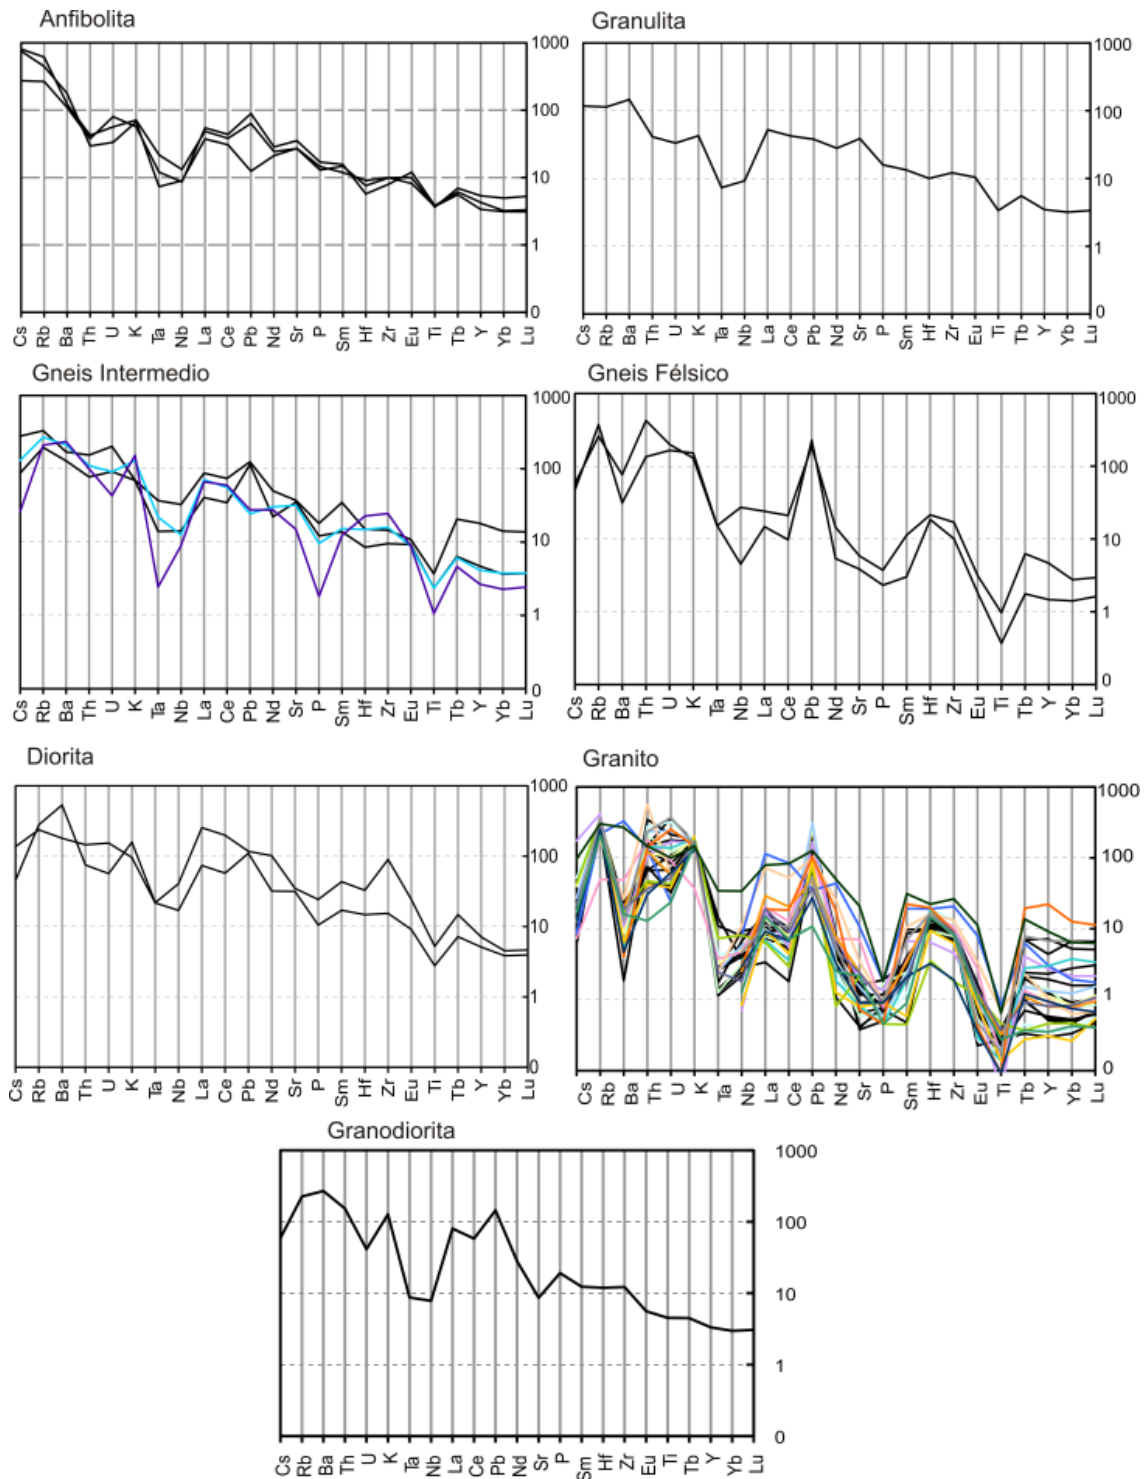 Anfibolita
Granulita
1000
100
10
1
0
Cs Rb Ba Th U K Ta Nb La Ce Pb Nd Sr P Sm Hf Zr Eu Ti Tb Y Yb Lu
1000
100
10
1
0
Cs Rb Ba Th U K Ta Nb La Ce Pb Nd Sr P Sm Hf Zr Eu Ti Tb Y Yb Lu
Gneis Intermedio
Gneis Félsico
1000
100
10
1
0
Cs Rb Ba Th U K Ta Nb La Ce Pb Nd Sr P Sm Hf Zr Eu Ti Tb Y Yb Lu
1000
100
10
1
0
Cs Rb Ba Th U K Ta Nb La Ce Pb Nd Sr P Sm Hf Zr Eu Ti Tb Y Yb Lu
Diorita
Granito
1000
100
10
1
0
Cs Rb Ba Th U K Ta Nb La Ce Pb Nd Sr P Sm Hf Zr Eu Ti Tb Y Yb Lu
1000
100
10
1
0
Cs Rb Ba Th U K Ta Nb La Ce Pb Nd Sr P Sm Hf Zr Eu Ti Tb Y Yb Lu
Granodiorita
1000
100
10
1
0
Cs Rb Ba Th U K Ta Nb La Ce Pb Nd Sr P Sm Hf Zr Eu Ti Tb Y Yb Lu